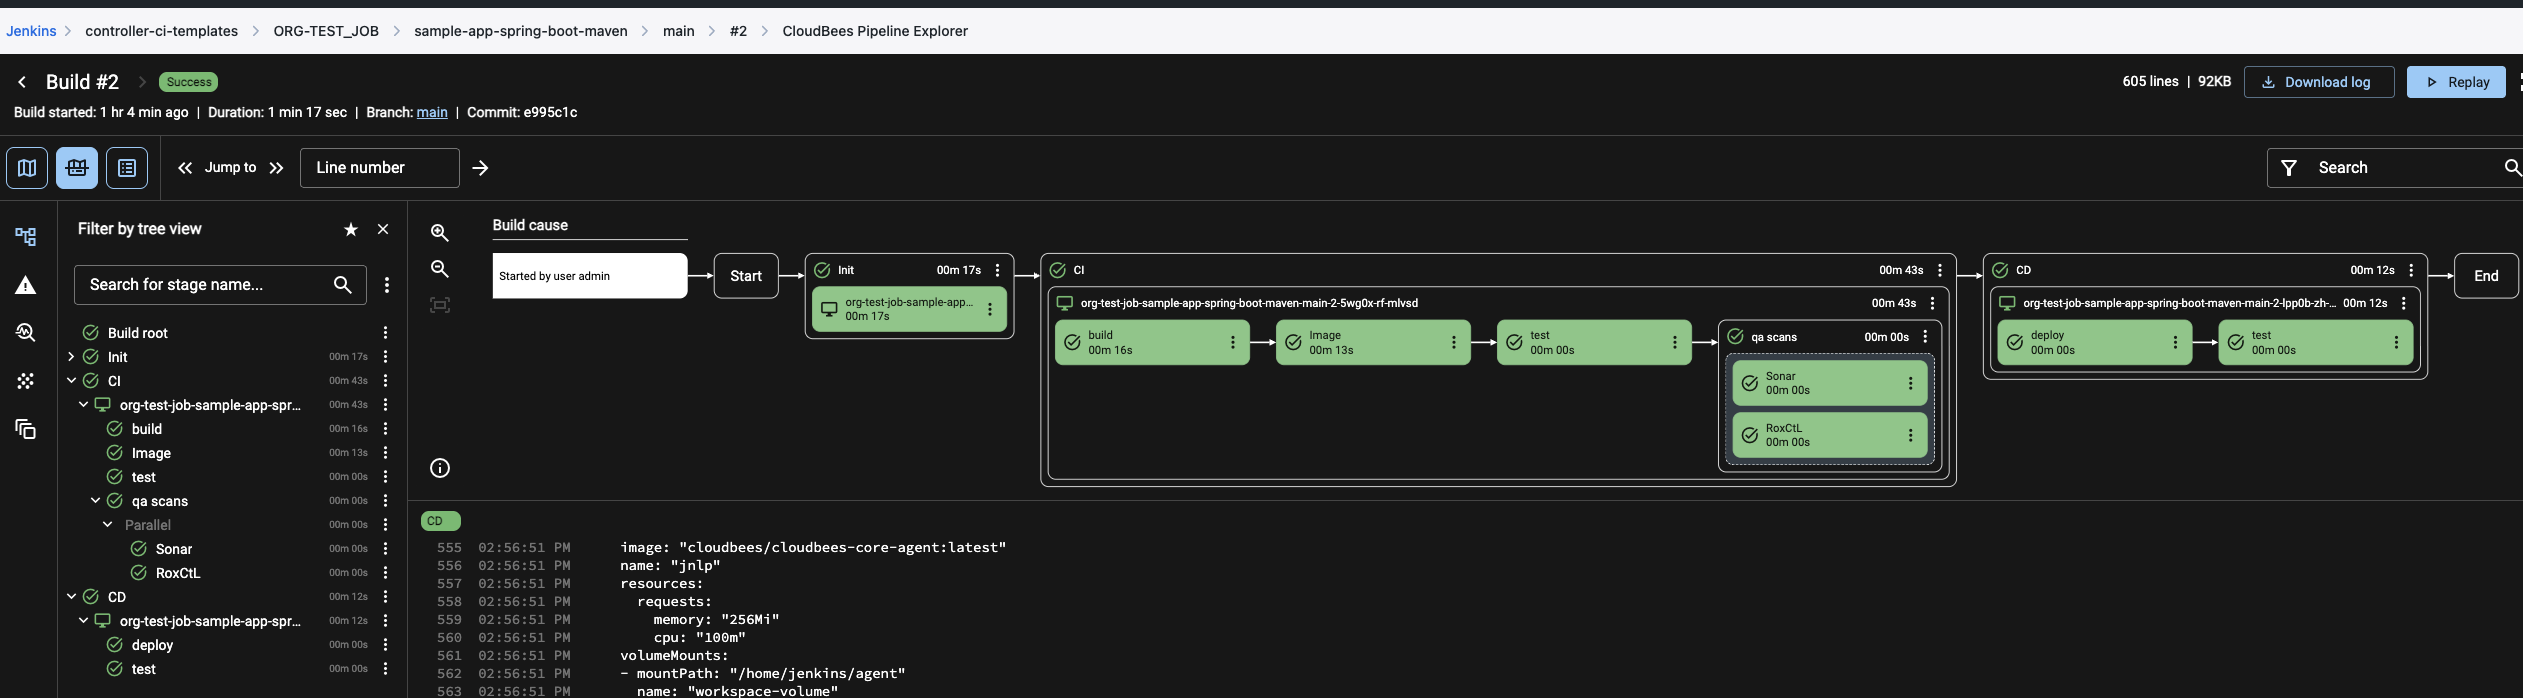 Jenkins > controller-ci-templates > ORG-TEST_JOB > sample-app-spring-boot-maven > main > #2 > CloudBees Pipeline Explorer
Build #2 > Success
605 lines | 92KB Download log Replay
Build started: 1 hr 4 min ago | Duration: 1 min 17 sec | Branch: main | Commit: e995c1c
Jump to Line number
Search
Filter by tree view
Search for stage name...
Build root
Init 00m 17s
CI 00m 43s
org-test-job-sample-app-spr... 00m 43s
build 00m 16s
Image 00m 13s
test 00m 00s
qa scans 00m 00s
Parallel 00m 00s
Sonar 00m 00s
RoxCtL 00m 00s
CD 00m 12s
org-test-job-sample-app-spr... 00m 12s
deploy 00m 00s
test 00m 00s
Build cause
Started by user admin
Start
Init 00m 17s
org-test-job-sample-app...
00m 17s
CI 00m 43s
org-test-job-sample-app-spring-boot-maven-main-2-5wg0x-rf-mlvsd 00m 43s
build
00m 16s
Image
00m 13s
test
00m 00s
qa scans 00m 00s
Sonar
00m 00s
RoxCtL
00m 00s
CD 00m 12s
org-test-job-sample-app-spring-boot-maven-main-2-lpp0b-zh-... 00m 12s
deploy
00m 00s
test
00m 00s
End
CD
555 02:56:51 PM image: "cloudbees/cloudbees-core-agent:latest"
556 02:56:51 PM name: "jnlp"
557 02:56:51 PM resources:
558 02:56:51 PM requests:
559 02:56:51 PM memory: "256Mi"
560 02:56:51 PM cpu: "100m"
561 02:56:51 PM volumeMounts:
562 02:56:51 PM - mountPath: "/home/jenkins/agent"
563 02:56:51 PM name: "workspace-volume"